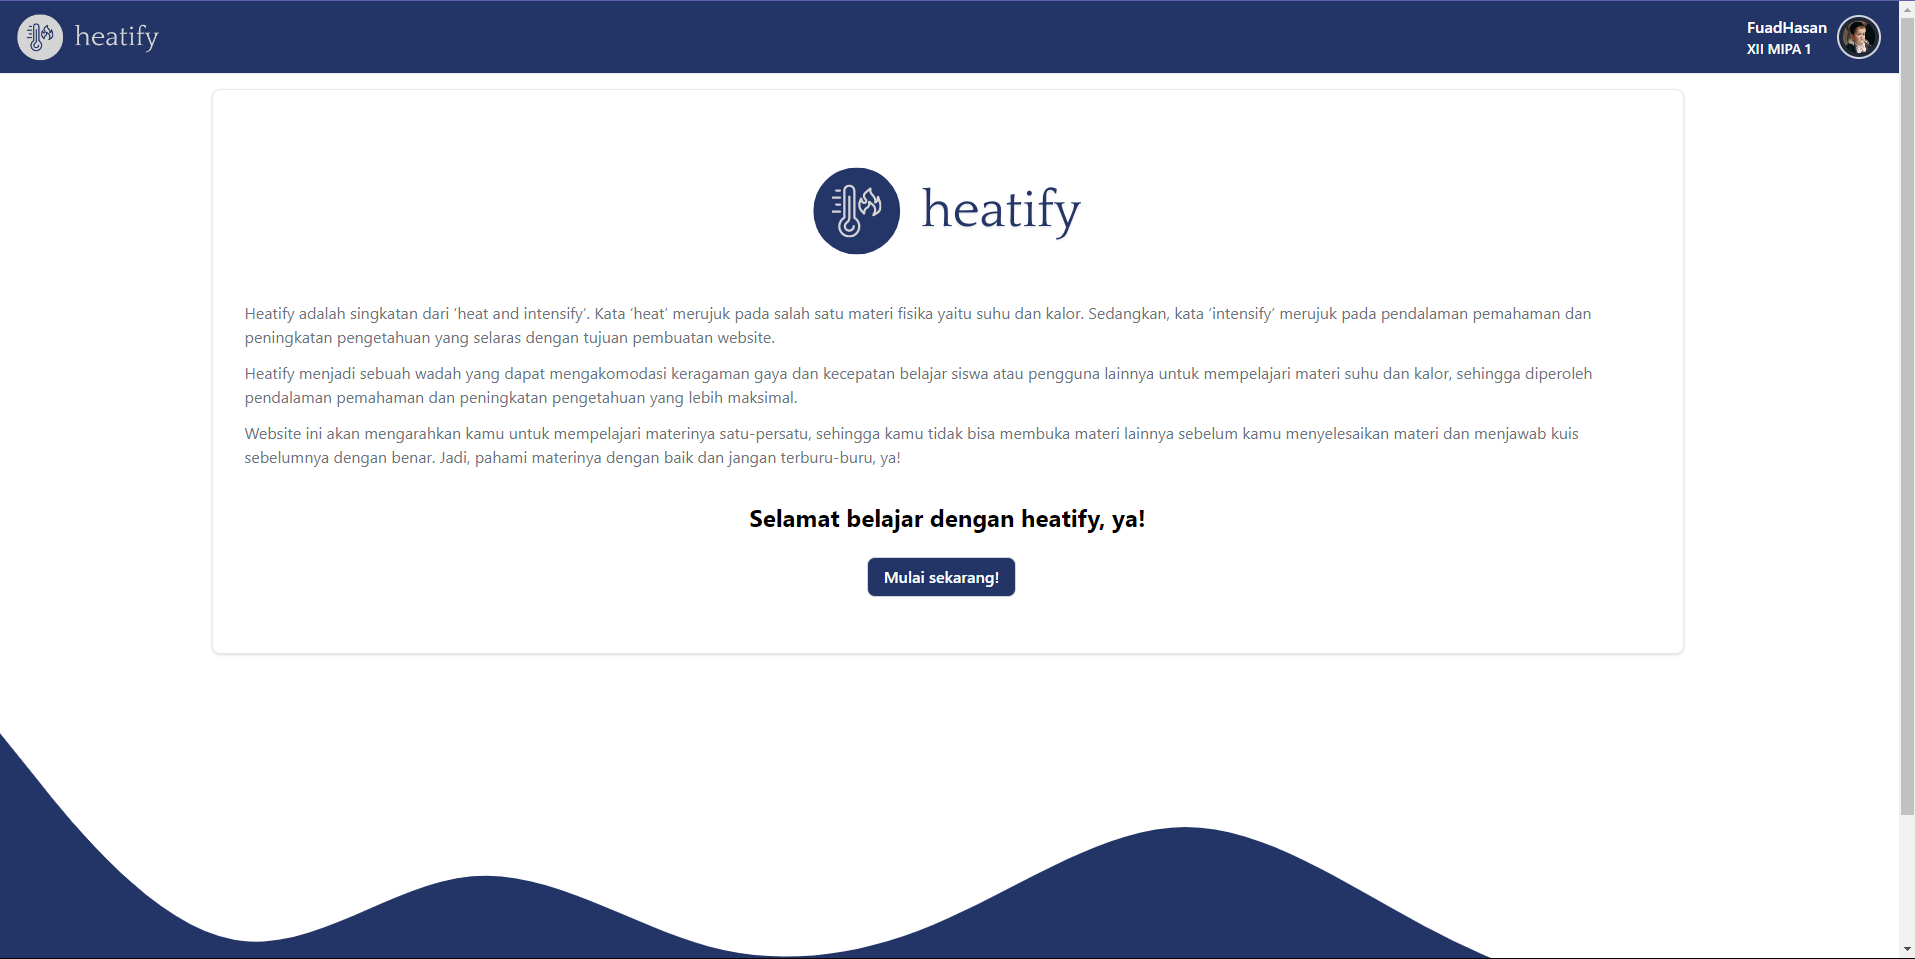 heatify
FuadHasan
XII MIPA 1
heatify
Heatify adalah singkatan dari ‘heat and intensify’. Kata ‘heat’ merujuk pada salah satu materi fisika yaitu suhu dan kalor. Sedangkan, kata ‘intensify’ merujuk pada pendalaman pemahaman dan
peningkatan pengetahuan yang selaras dengan tujuan pembuatan website.
Heatify menjadi sebuah wadah yang dapat mengakomodasi keragaman gaya dan kecepatan belajar siswa atau pengguna lainnya untuk mempelajari materi suhu dan kalor, sehingga diperoleh
pendalaman pemahaman dan peningkatan pengetahuan yang lebih maksimal.
Website ini akan mengarahkan kamu untuk mempelajari materinya satu-persatu, sehingga kamu tidak bisa membuka materi lainnya sebelum kamu menyelesaikan materi dan menjawab kuis
sebelumnya dengan benar. Jadi, pahami materinya dengan baik dan jangan terburu-buru, ya!
Selamat belajar dengan heatify, ya!
Mulai sekarang!